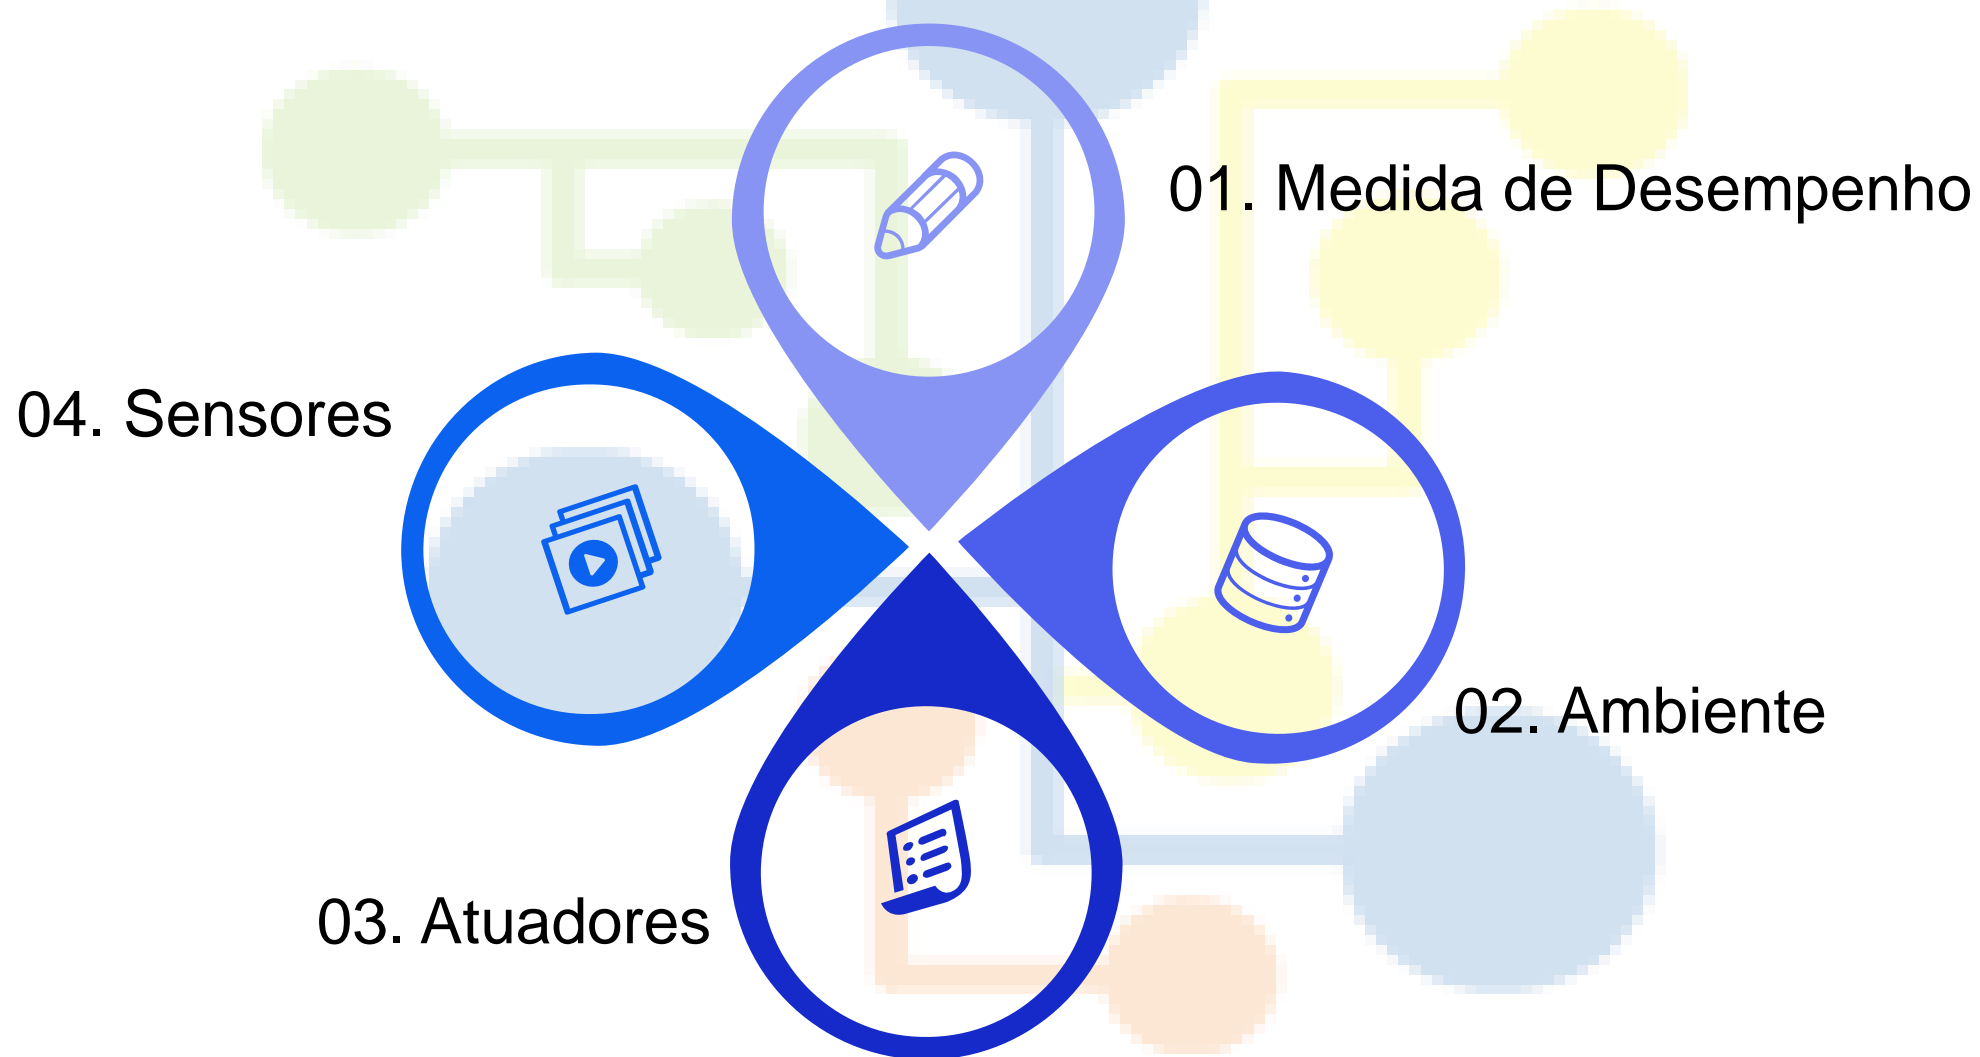 01. Medida de Desempenho
04. Sensores
02. Ambiente
03. Atuadores